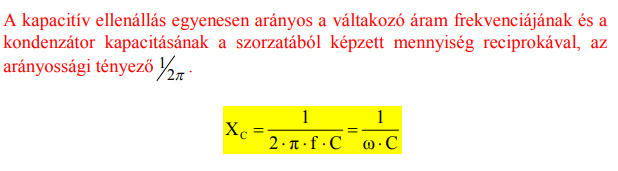 A kapacitív ellenállás egyenesen arányos a váltakozó áram frekvenciájának és a
kondenzátor kapacitásának a szorzatából képzett mennyiség reciprokával, az
arányossági tényező 1/2π .
X_C = 1/(2·π·f·C) = 1/(ω·C)